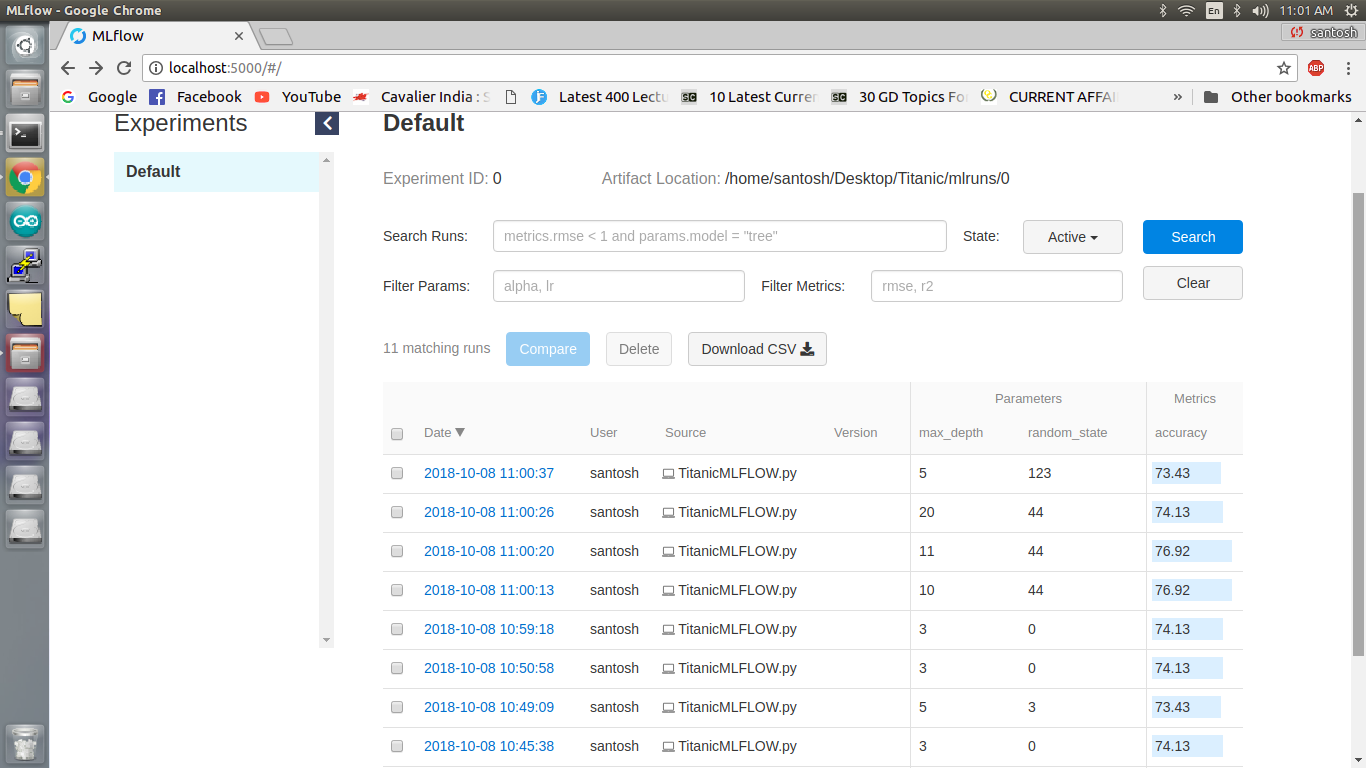 MLflow - Google Chrome
En
11:01 AM
MLflow
santosh
localhost:5000/#/
ABP
Google
Facebook
YouTube
Cavalier India :
Latest 400 Lectu
SC
10 Latest Curren
SC
30 GD Topics Fo
CURRENT AFFAI
»
Other bookmarks
Experiments
Default
Default
Experiment ID: 0
Artifact Location: /home/santosh/Desktop/Titanic/mlruns/0
Search Runs: metrics.rmse < 1 and params.model = "tree" State: Active Search
Filter Params: alpha, lr Filter Metrics: rmse, r2 Clear
11 matching runs Compare Delete Download CSV
Parameters Metrics
Date User Source Version max_depth random_state accuracy
2018-10-08 11:00:37 santosh TitanicMLFLOW.py 5 123 73.43
2018-10-08 11:00:26 santosh TitanicMLFLOW.py 20 44 74.13
2018-10-08 11:00:20 santosh TitanicMLFLOW.py 11 44 76.92
2018-10-08 11:00:13 santosh TitanicMLFLOW.py 10 44 76.92
2018-10-08 10:59:18 santosh TitanicMLFLOW.py 3 0 74.13
2018-10-08 10:50:58 santosh TitanicMLFLOW.py 3 0 74.13
2018-10-08 10:49:09 santosh TitanicMLFLOW.py 5 3 73.43
2018-10-08 10:45:38 santosh TitanicMLFLOW.py 3 0 74.13